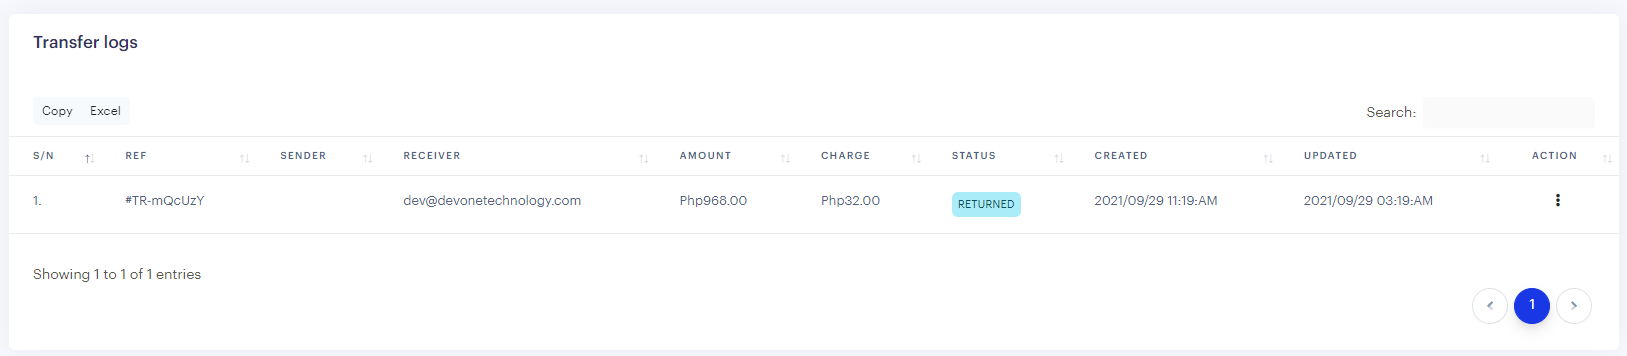 Transfer logs
Copy Excel
Search:
S/N REF SENDER RECEIVER AMOUNT CHARGE STATUS CREATED UPDATED ACTION
1. #TR-mQcUzY dev@devonetechnology.com Php968.00 Php32.00 RETURNED 2021/09/29 11:19:AM 2021/09/29 03:19:AM
Showing 1 to 1 of 1 entries
1